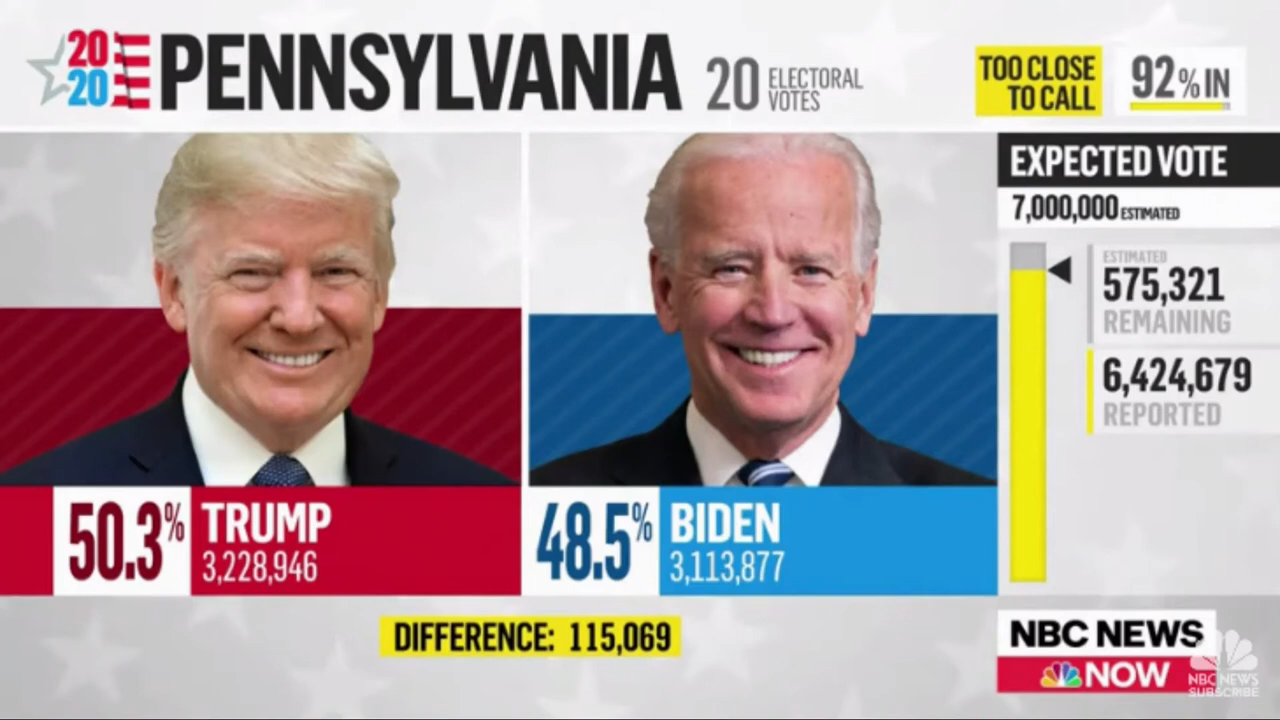 20
20
PENNSYLVANIA
20 ELECTORAL
VOTES
TOO CLOSE
TO CALL
92% IN
EXPECTED VOTE
7,000,000 ESTIMATED
ESTIMATED
575,321
REMAINING
6,424,679
REPORTED
50.3% TRUMP
3,228,946
48.5% BIDEN
3,113,877
DIFFERENCE: 115,069
NBC NEWS
NOW
NBC NEWS
SUBSCRIBE